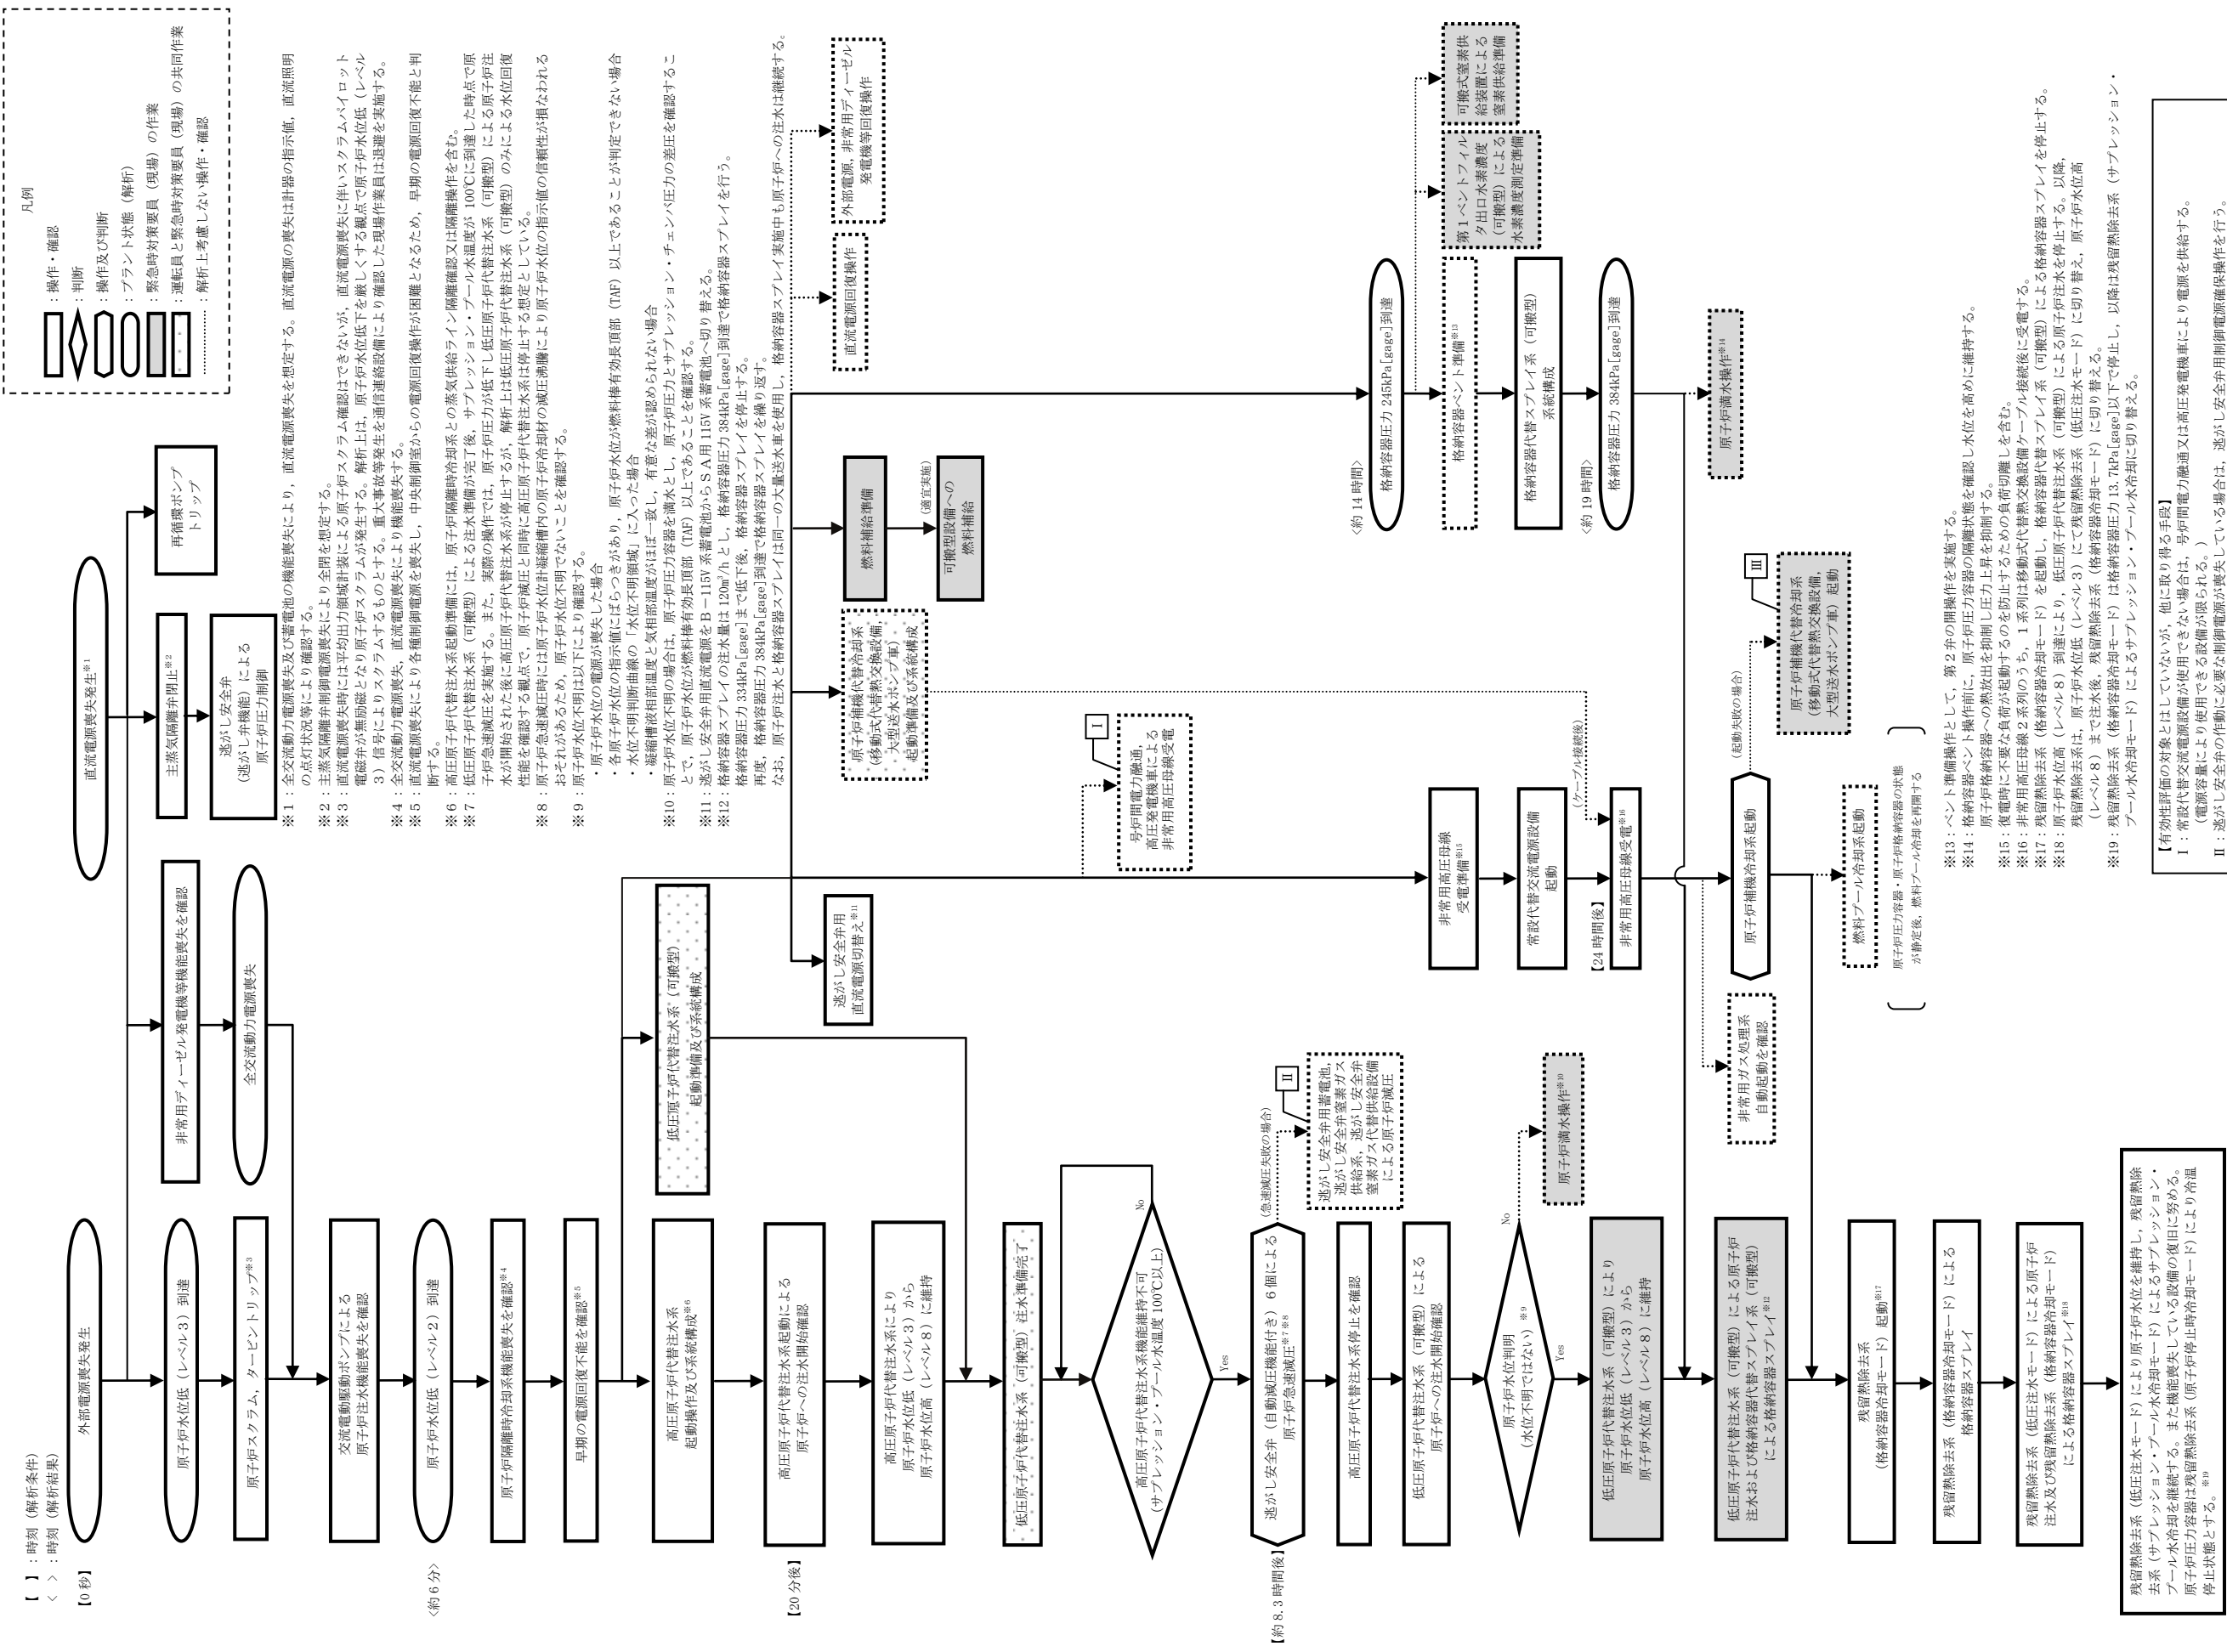 【 】：時刻（解析条件）
＜ ＞：時刻（解析結果）
【0 秒】
外部電源喪失発生
原子炉水位低（レベル３）到達
原子炉スクラム，タービントリップ※3
交流電動駆動ポンプによる
原子炉注水機能喪失を確認
＜約 6 分＞
原子炉水位低（レベル２）到達
原子炉隔離時冷却系機能喪失を確認※4
早期の電源回復不能を確認※5
高圧原子炉代替注水系
起動操作及び系統構成※6
【20 分後】
高圧原子炉代替注水系起動による
原子炉への注水開始確認
高圧原子炉代替注水系により
原子炉水位低（レベル３）から
原子炉水位高（レベル８）に維持
低圧原子炉代替注水系（可搬型）注水準備完了
高圧原子炉代替注水系機能維持不可
（サプレッション・プール水温度 100℃以上）
No
Yes
【約 8.3 時間後】
逃がし安全弁（自動減圧機能付き）６個による
原子炉急速減圧※7※8
（急速減圧失敗の場合）
Ⅱ
逃がし安全弁用蓄電池，
逃がし安全弁窒素ガス
供給系，逃がし安全弁
窒素ガス代替供給設備
による原子炉減圧
高圧原子炉代替注水系停止を確認
低圧原子炉代替注水系（可搬型）による
原子炉への注水開始確認
原子炉水位判明
（水位不明ではない）※9
No
Yes
原子炉満水操作※10
低圧原子炉代替注水系（可搬型）により
原子炉水位低（レベル３）から
原子炉水位高（レベル８）に維持
低圧原子炉代替注水系（可搬型）による原子炉
注水および格納容器代替スプレイ系（可搬型）
による格納容器スプレイ※12
残留熱除去系
（格納容器冷却モード）起動※17
残留熱除去系（格納容器冷却モード）による
格納容器スプレイ
残留熱除去系（低圧注水モード）による原子炉
注水及び残留熱除去系（格納容器冷却モード）
による格納容器スプレイ※18
残留熱除去系（低圧注水モード）により原子炉水位を維持し，残留熱除
去系（サプレッション・プール水冷却モード）によるサプレッション・
プール水冷却を継続する。また機能喪失している設備の復旧に努める。
原子炉圧力容器は残留熱除去系（原子炉停止時冷却モード）により冷温
停止状態とする。※19
非常用ディーゼル発電機等機能喪失を確認
全交流動力電源喪失
直流電源喪失発生※1
主蒸気隔離弁閉止※2
逃がし安全弁
（逃がし弁機能）による
原子炉圧力制御
再循環ポンプ
トリップ
凡例
：操作・確認
：判断
：操作及び判断
：プラント状態（解析）
：緊急時対策要員（現場）の作業
：運転員と緊急時対策要員（現場）の共同作業
：解析上考慮しない操作・確認
※１：全交流動力電源喪失及び蓄電池の機能喪失により，直流電源喪失を想定する。直流電源の喪失は計器の指示値，直流照明
の点灯状況等により確認する。
※２：主蒸気隔離弁制御電源喪失により全閉を想定する。
※３：直流電源喪失時には平均出力領域計装による原子炉スクラム確認はできないが，直流電源喪失に伴いスクラムパイロット
電磁弁が無励磁となり原子炉スクラムが発生する。解析上は，原子炉水位低下を厳しくする観点で原子炉水位低（レベル
３）信号によりスクラムするものとする。重大事故等発生を通信連絡設備により確認した現場作業員は退避を実施する。
※４：全交流動力電源喪失，直流電源喪失により機能喪失する。
※５：直流電源喪失により各種制御電源を喪失し，中央制御室からの電源回復操作が困難となるため，早期の電源回復不能と判
断する。
※６：高圧原子炉代替注水系起動準備には，原子炉隔離時冷却系との蒸気供給ライン隔離確認又は隔離操作を含む。
※７：低圧原子炉代替注水系（可搬型）による注水準備が完了後，サプレッション・プール水温度が 100℃に到達した時点で原
子炉急速減圧を実施する。また，実際の操作では，原子炉圧力が低下し低圧原子炉代替注水系（可搬型）による原子炉注
水が開始された後に高圧原子炉代替注水系が停止するが，解析上は低圧原子炉代替注水系（可搬型）のみによる水位回復
性能を確認する観点で，原子炉減圧と同時に高圧原子炉代替注水系は停止する想定としている。
※８：原子炉急速減圧時には原子炉水位計凝縮槽内の原子炉冷却材の減圧沸騰により原子炉水位の指示値の信頼性が損なわれる
おそれがあるため，原子炉水位不明でないことを確認する。
※９：原子炉水位不明は以下により確認する。
・原子炉水位の電源が喪失した場合
・各原子炉水位の指示値にばらつきがあり，原子炉水位が燃料棒有効長頂部（TAF）以上であることが判定できない場合
・水位不明判断曲線の「水位不明領域」に入った場合
・凝縮槽液相部温度と気相部温度がほぼ一致し，有意な差が認められない場合
※10：原子炉水位不明の場合は，原子炉圧力容器を満水とし，原子炉圧力とサプレッション・チェンバ圧力の差圧を確認するこ
とで，原子炉水位が燃料棒有効長頂部（TAF）以上であることを確認する。
※11：逃がし安全弁用直流電源をＢ－115V 系蓄電池からＳＡ用 115V 系蓄電池へ切り替える。
※12：格納容器スプレイの注水量は 120m³/h とし，格納容器圧力 384kPa[gage]到達で格納容器スプレイを行う。
格納容器圧力 334kPa[gage]まで低下後，格納容器スプレイを停止する。
再度，格納容器圧力 384kPa[gage]到達で格納容器スプレイを繰り返す。
なお，原子炉注水と格納容器スプレイは同一の大量送水車を使用し，格納容器スプレイ実施中も原子炉への注水は継続する。
低圧原子炉代替注水系（可搬型）
起動準備及び系統構成
逃がし安全弁用
直流電源切替え※11
原子炉補機代替冷却系
（移動式代替熱交換設備，
大型送水ポンプ車）
起動準備及び系統構成
燃料補給準備
（適宜実施）
可搬型設備への
燃料補給
直流電源回復操作
外部電源，非常用ディーゼル
発電機等回復操作
Ⅰ
号炉間電力融通，
高圧発電機車による
非常用高圧母線受電
非常用高圧母線
受電準備※15
常設代替交流電源設備
起動
（ケーブル接続後）
【24 時間後】
非常用高圧母線受電※16
原子炉補機冷却系起動
（起動失敗の場合）
Ⅲ
原子炉補機代替冷却系
（移動式代替熱交換設備，
大型送水ポンプ車）起動
非常用ガス処理系
自動起動を確認
燃料プール冷却系起動
原子炉圧力容器・原子炉格納容器の状態
が静定後，燃料プール冷却を再開する
＜約 14 時間＞
格納容器圧力 245kPa[gage]到達
格納容器ベント準備※13
格納容器代替スプレイ系（可搬型）
系統構成
＜約 19 時間＞
格納容器圧力 384kPa[gage]到達
原子炉満水操作※14
第１ベントフィル
タ出口水素濃度
（可搬型）による
水素濃度測定準備
可搬式窒素供
給装置による
窒素供給準備
※13：ベント準備操作として，第２弁の開操作を実施する。
※14：格納容器ベント操作前に，原子炉圧力容器の隔離状態を確認し水位を高めに維持する。
原子炉格納容器への熱放出を抑制し圧力上昇を抑制する。
※15：復電時に不要な負荷が起動するのを防止するための負荷切離しを含む。
※16：非常用高圧母線２系列のうち，１系列は移動式代替熱交換設備ケーブル接続後に受電する。
※17：残留熱除去系（格納容器冷却モード）を起動し，格納容器代替スプレイ系（可搬型）による格納容器スプレイを停止する。
※18：原子炉水位高（レベル８）到達により，低圧原子炉代替注水系（可搬型）による原子炉注水を停止する。以降，
残留熱除去系は，原子炉水位低（レベル３）にて残留熱除去系（低圧注水モード）に切り替え，原子炉水位高
（レベル８）まで注水後，残留熱除去系（格納容器冷却モード）に切り替える。
※19：残留熱除去系（格納容器冷却モード）は格納容器圧力 13.7kPa[gage]以下で停止し，以降は残留熱除去系（サプレッション・
プール水冷却モード）によるサプレッション・プール水冷却に切り替える。
【有効性評価の対象とはしていないが，他に取り得る手段】
Ⅰ：常設代替交流電源設備が使用できない場合は，号炉間電力融通又は高圧発電機車により電源を供給する。
（電源容量により使用できる設備が限られる。）
Ⅱ：逃がし安全弁の作動に必要な制御電源が喪失している場合は，逃がし安全弁用制御電源確保操作を行う。